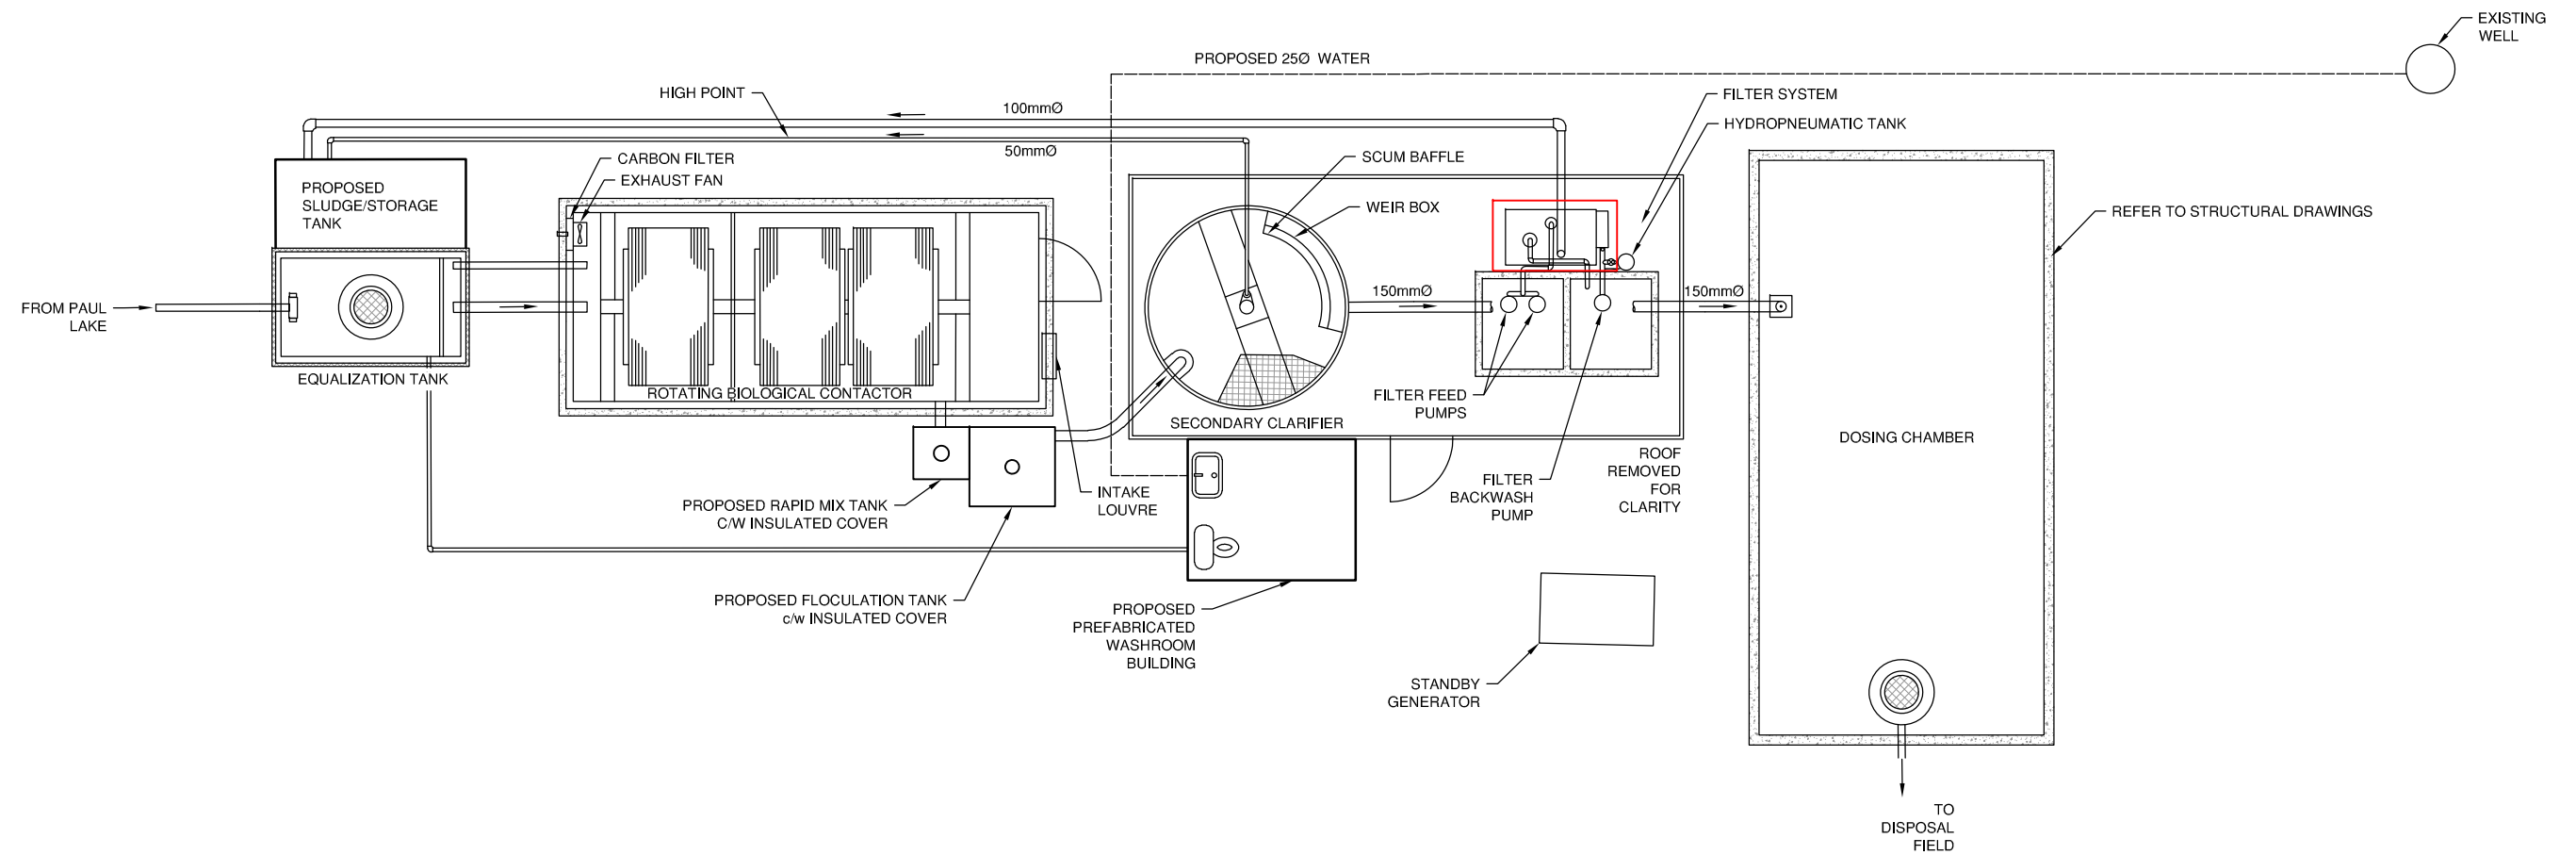 EXISTING
WELL
PROPOSED 25Ø WATER
HIGH POINT
100mmØ
FILTER SYSTEM
HYDROPNEUMATIC TANK
50mmØ
CARBON FILTER
EXHAUST FAN
SCUM BAFFLE
PROPOSED
SLUDGE/STORAGE
TANK
WEIR BOX
REFER TO STRUCTURAL DRAWINGS
FROM PAUL
LAKE
150mmØ
150mmØ
EQUALIZATION TANK
ROTATING BIOLOGICAL CONTACTOR
FILTER FEED
PUMPS
SECONDARY CLARIFIER
DOSING CHAMBER
ROOF
REMOVED
FOR
CLARITY
FILTER
BACKWASH
PUMP
INTAKE
LOUVRE
PROPOSED RAPID MIX TANK
C/W INSULATED COVER
PROPOSED FLOCULATION TANK
c/w INSULATED COVER
PROPOSED
PREFABRICATED
WASHROOM
BUILDING
STANDBY
GENERATOR
TO
DISPOSAL
FIELD